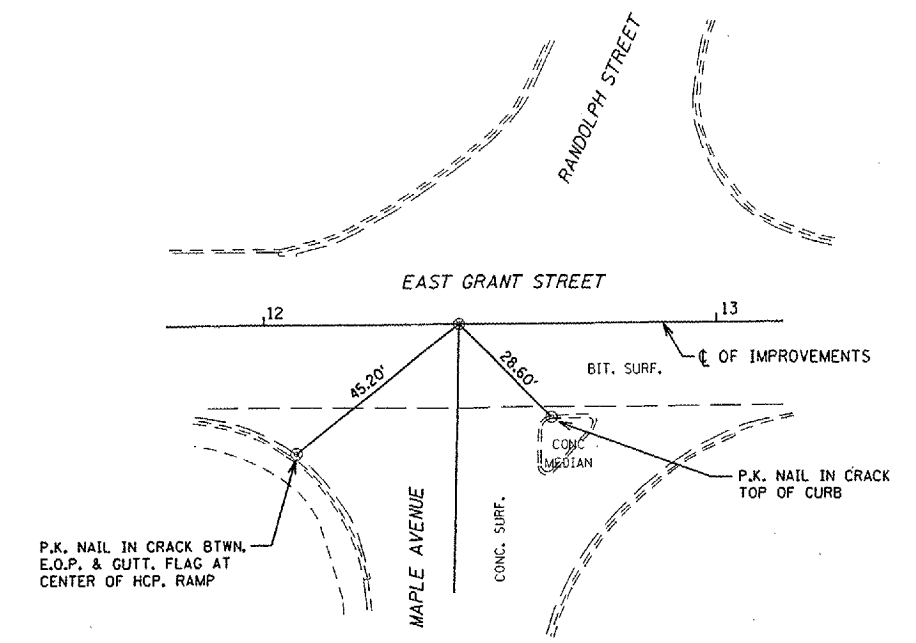 RANDOLPH STREET
EAST GRANT STREET
12
13
℄ OF IMPROVEMENTS
BIT. SURF.
45.20'
28.60'
CONC
MEDIAN
P.K. NAIL IN CRACK
TOP OF CURB
MAPLE AVENUE
CONC. SURF.
P.K. NAIL IN CRACK BTWN.
E.O.P. & GUTT. FLAG AT
CENTER OF HCP. RAMP